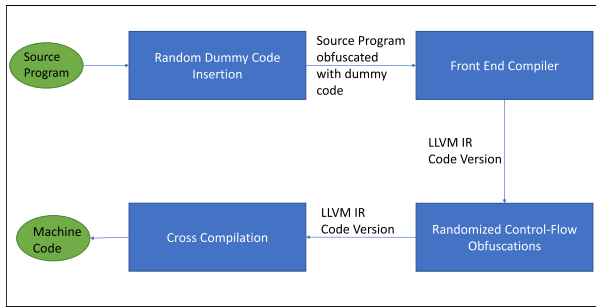 Source
Program
Random Dummy Code
Insertion
Source Program
obfuscated
with dummy
code
Front End Compiler
LLVM IR
Code Version
Randomized Control-Flow
Obfuscations
LLVM IR
Code Version
Cross Compilation
Machine
Code